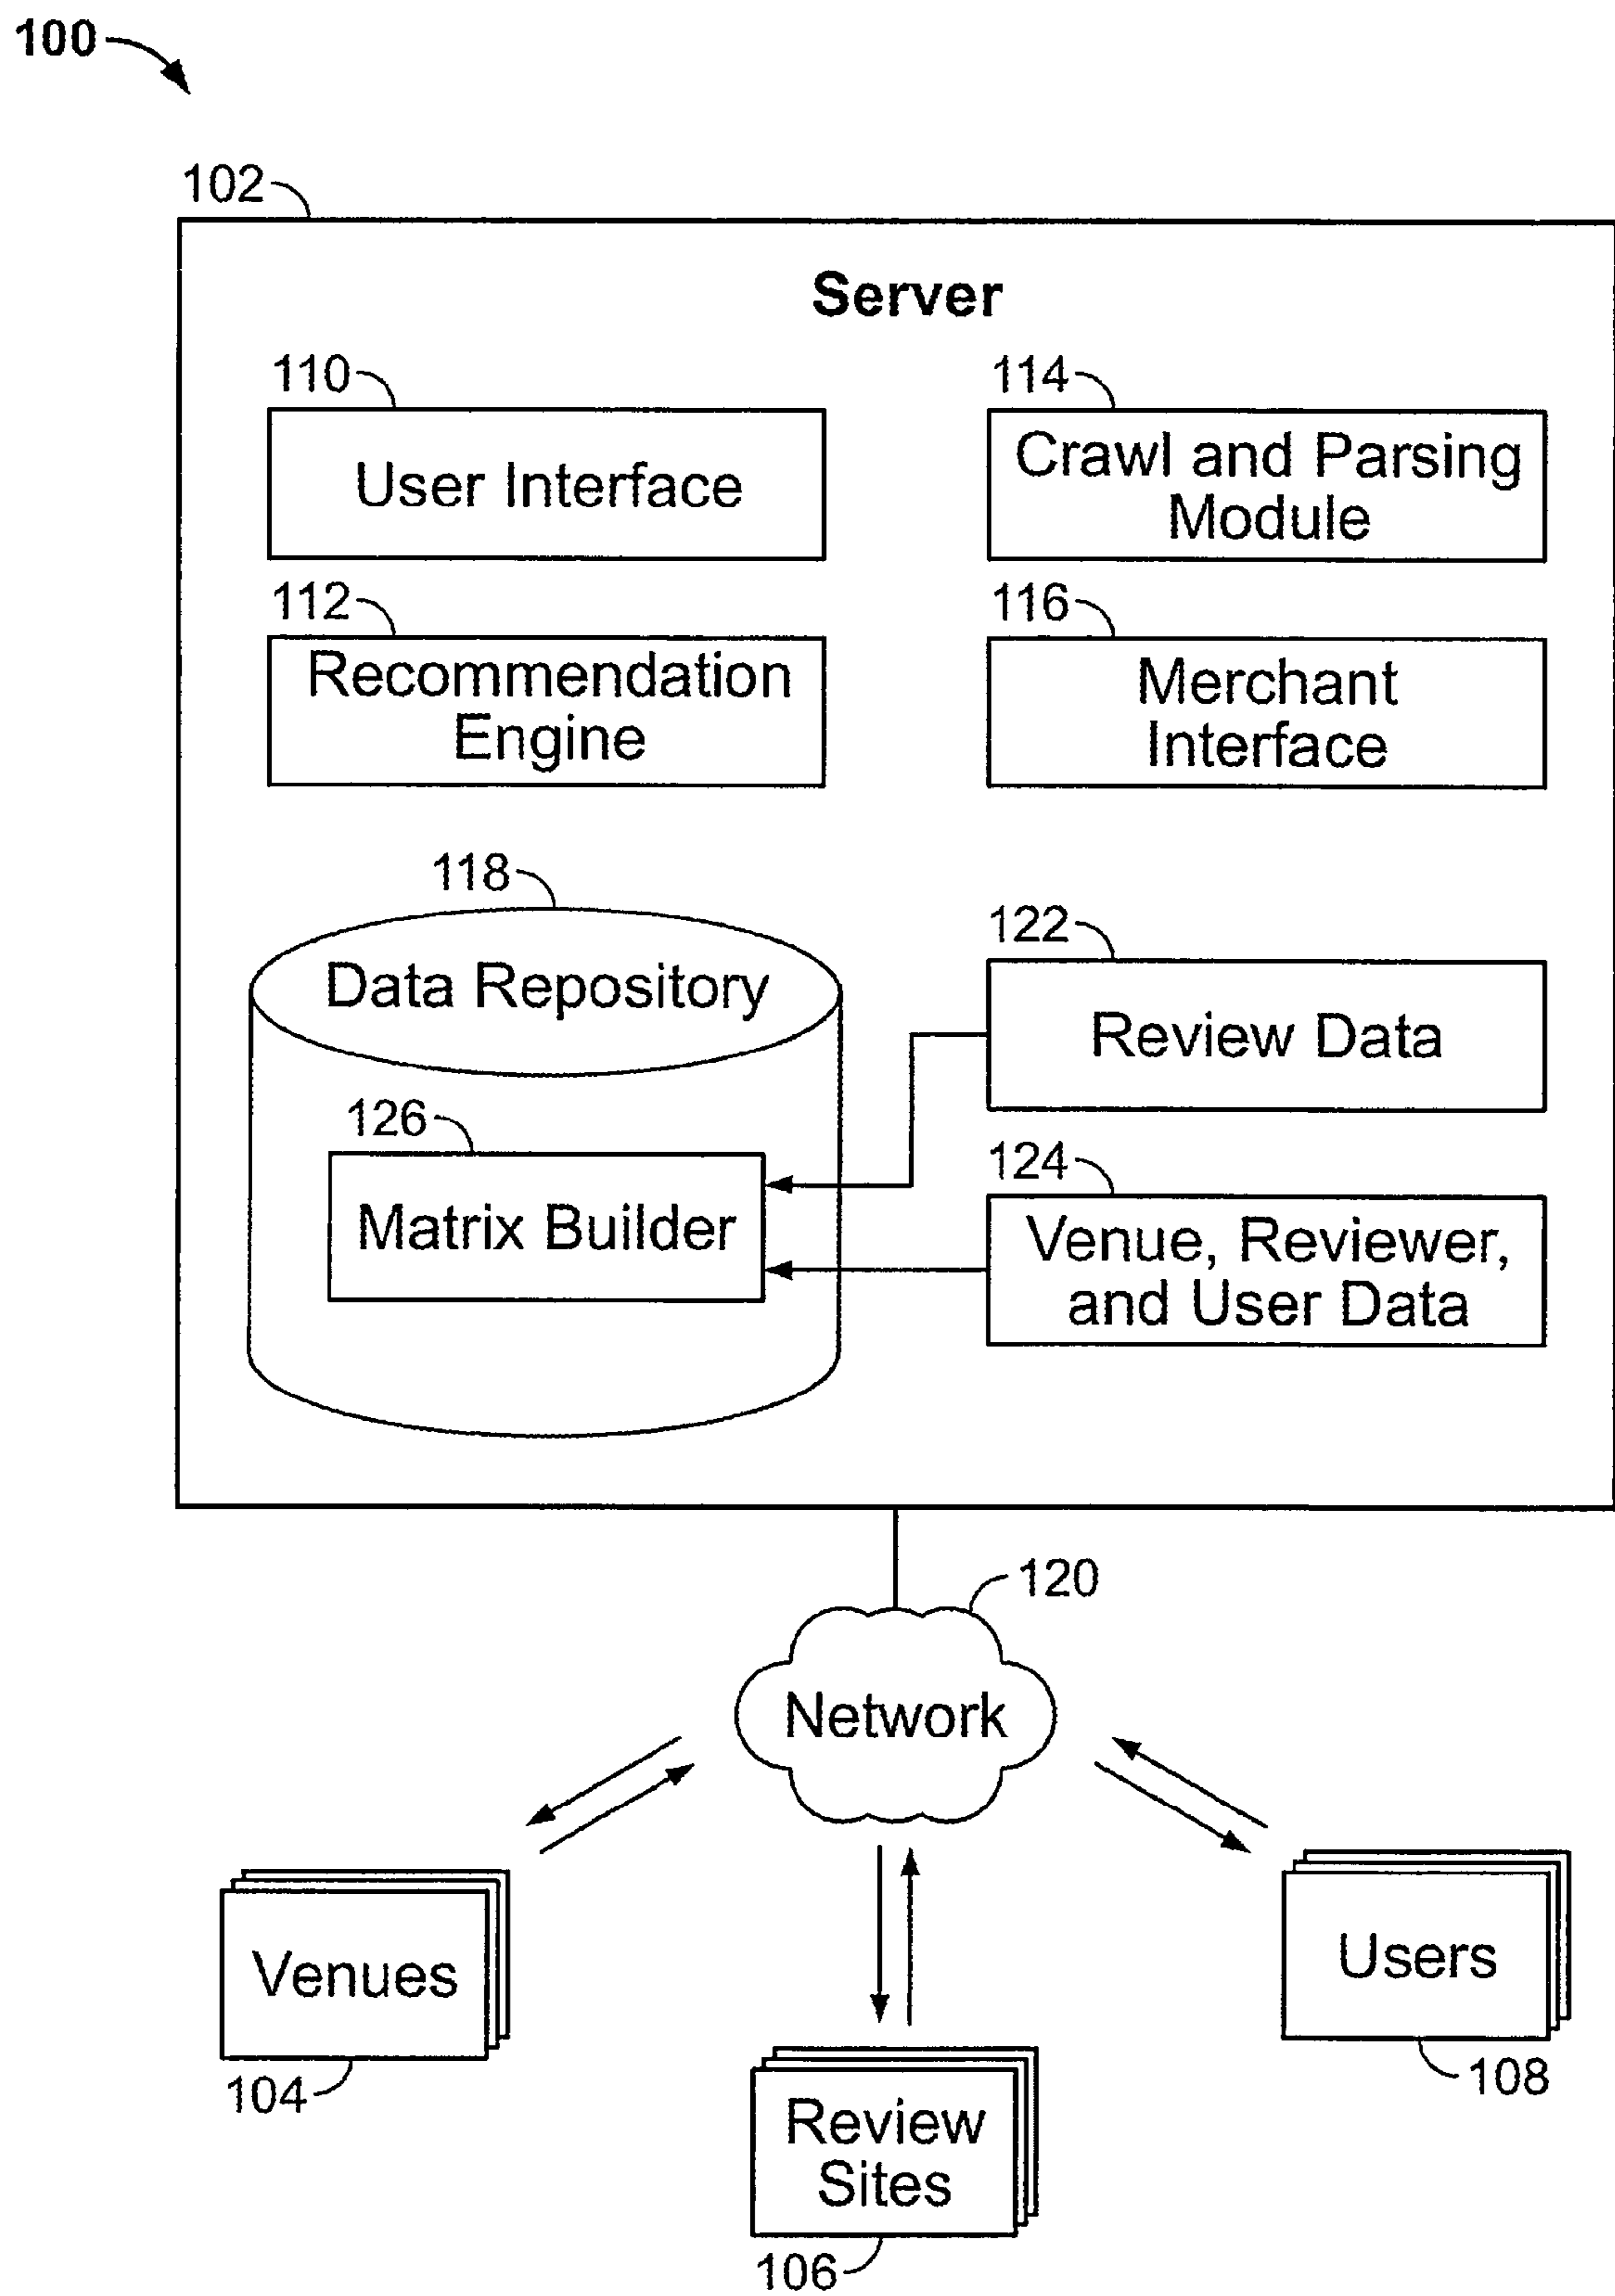 100
102
Server
110
User Interface
114
Crawl and Parsing
Module
112
Recommendation
Engine
116
Merchant
Interface
118
Data Repository
122
Review Data
126
Matrix Builder
124
Venue, Reviewer,
and User Data
120
Network
Venues
104
Users
108
Review
Sites
106